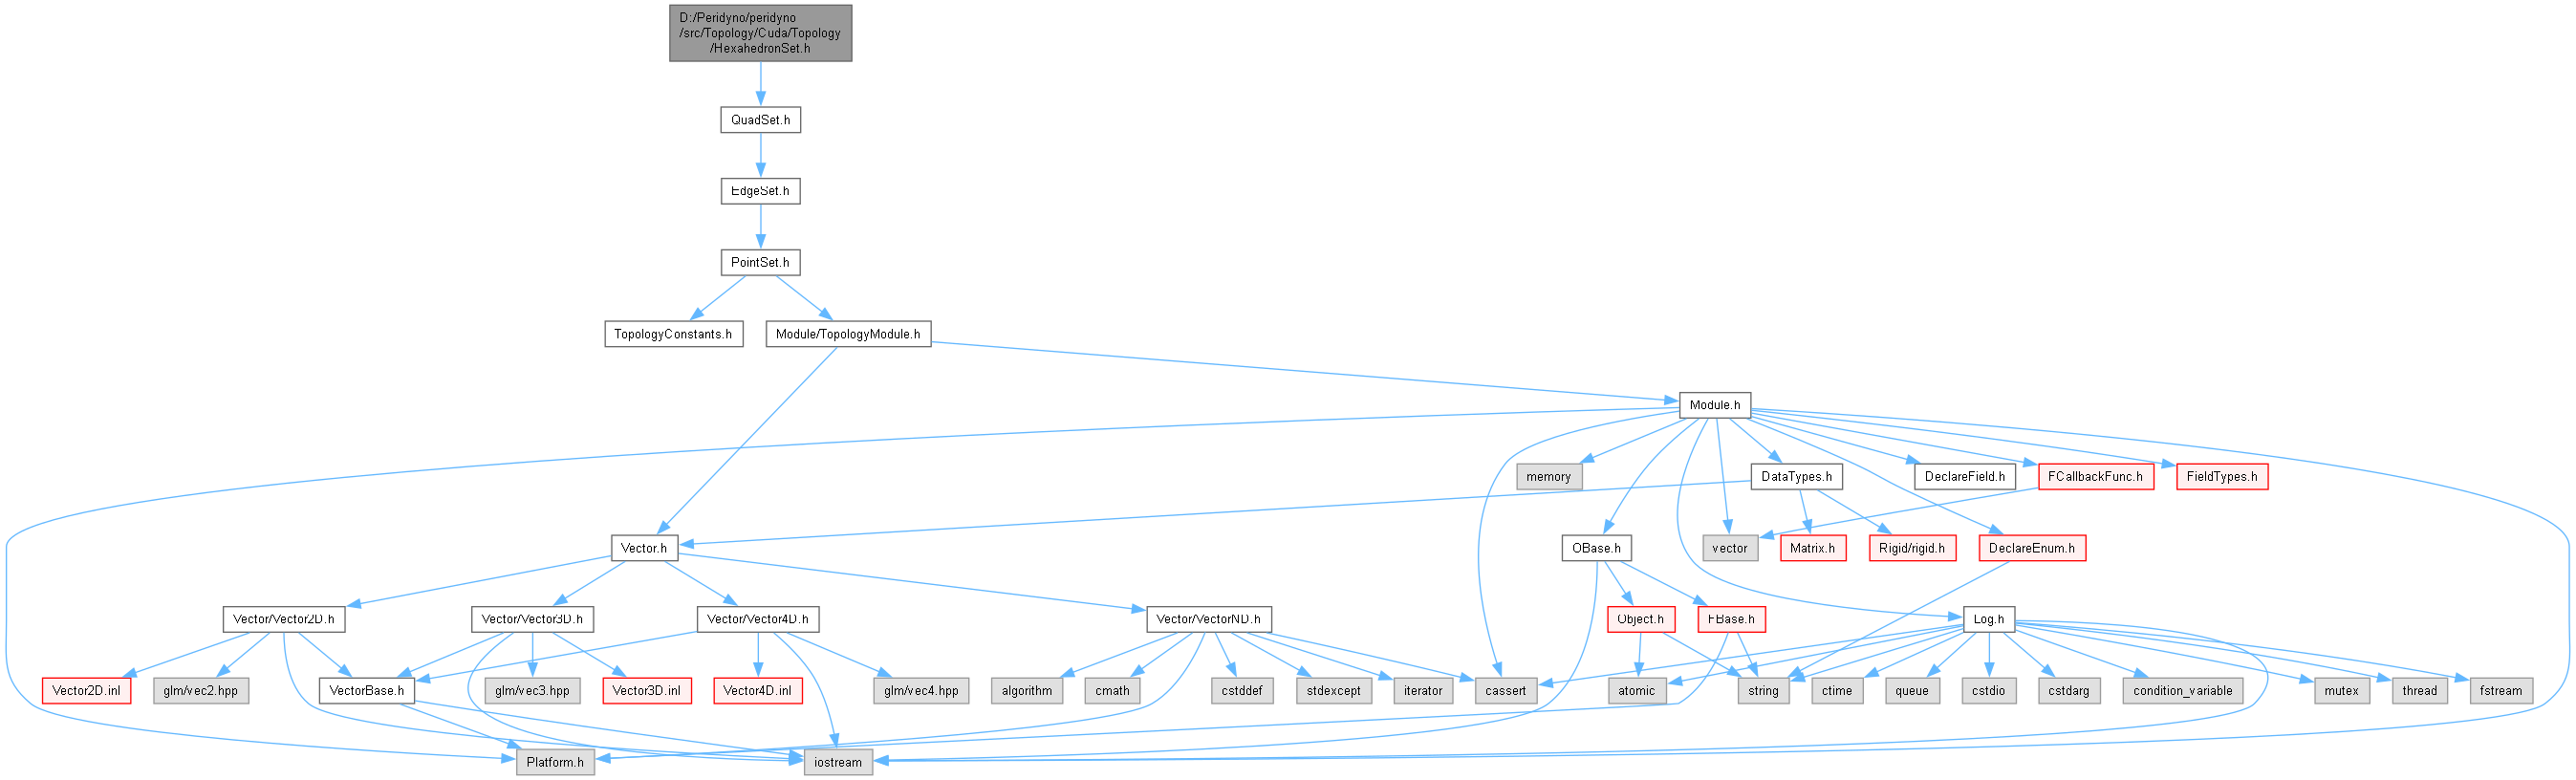 D:/Peridyno/peridyno
/src/Topology/Cuda/Topology
/HexahedronSet.h
QuadSet.h
EdgeSet.h
PointSet.h
TopologyConstants.h
Module/TopologyModule.h
Module.h
memory
DataTypes.h
DeclareField.h
FCallbackFunc.h
FieldTypes.h
Vector.h
OBase.h
vector
Matrix.h
Rigid/rigid.h
DeclareEnum.h
Vector/Vector2D.h
Vector/Vector3D.h
Vector/Vector4D.h
Vector/VectorND.h
Object.h
FBase.h
Log.h
Vector2D.inl
glm/vec2.hpp
VectorBase.h
glm/vec3.hpp
Vector3D.inl
Vector4D.inl
glm/vec4.hpp
algorithm
cmath
cstddef
stdexcept
iterator
cassert
atomic
string
ctime
queue
cstdio
cstdarg
condition_variable
mutex
thread
fstream
Platform.h
iostream